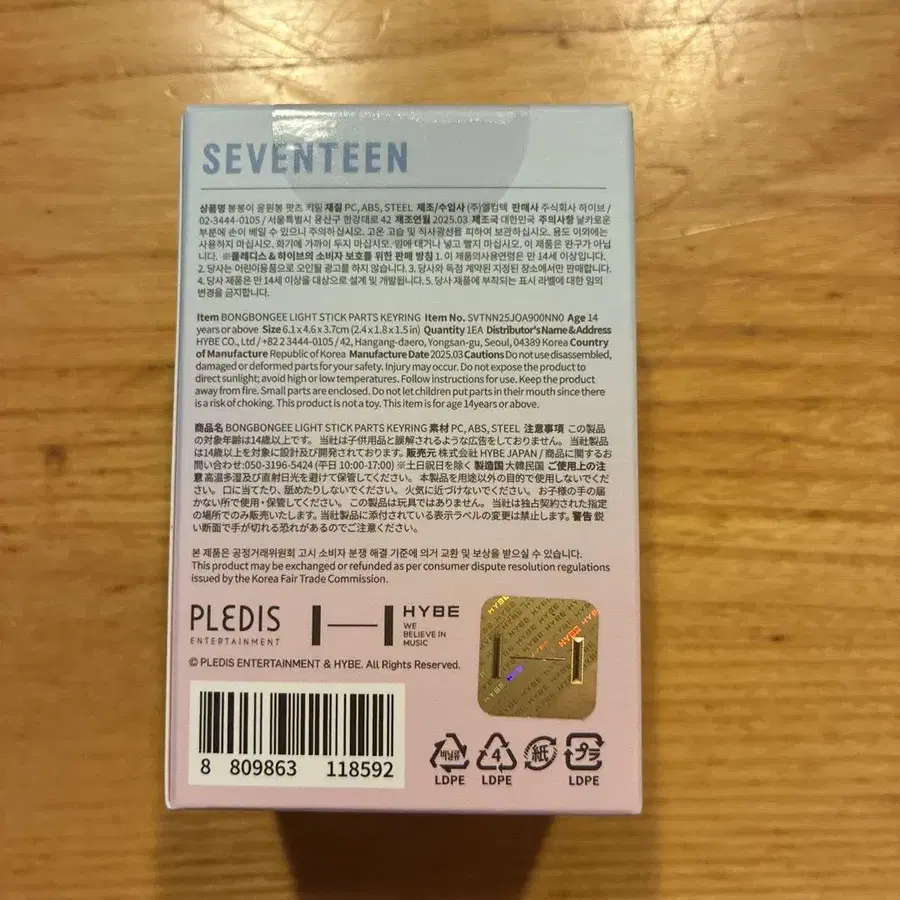 SEVENTEEN
상품명 봉봉이 응원봉 팟츠 키링 재질 PC, ABS, STEEL 제조/수입사 (주)엘컴텍 판매사 주식회사 하이브/
02-3444-0105 / 서울특별시 용산구 한강대로 42 제조연월 2025.03 제조국 대한민국 주의사항 날카로운
부분에 손이 베일 수 있으니 주의하십시오. 고온 고습 및 직사광선을 피하여 보관하십시오. 용도 이외에는
사용하지 마십시오. 화기에 가까이 두지 마십시오. 입에 대거나 넣고 빨지 마십시오. 이 제품은 완구가 아닙
니다. ※플레디스 & 하이브의 소비자 보호를 위한 판매 방침 1. 이 제품의 사용연령은 만 14세 이상입니다.
2. 당사는 어린이용품으로 오인될 광고를 하지 않습니다. 3. 당사와 독점 계약된 지정된 장소에서만 판매합니다.
4. 당사 제품은 만 14세 이상을 대상으로 설계 및 개발됩니다. 5. 당사 제품에 부착되는 표시 라벨에 대한 임의
변경을 금지합니다.
Item BONGBONGEE LIGHT STICK PARTS KEYRING Item No. SVTNN25JOA900NN0 Age 14
years or above Size 6.1 x 4.6 x 3.7cm (2.4 x 1.8 x 1.5 in) Quantity 1EA Distributor's Name & Address
HYBE CO., Ltd / +82 2 3444-0105 / 42, Hangang-daero, Yongsan-gu, Seoul, 04389 Korea Country
of Manufacture Republic of Korea Manufacture Date 2025.03 Cautions Do not use disassembled,
damaged or deformed parts for your safety. Injury may occur. Do not expose the product to
direct sunlight; avoid high or low temperatures. Follow instructions for use. Keep the product
away from fire. Small parts are enclosed. Do not let children put parts in their mouth since there
is a risk of choking. This product is not a toy. This item is for age 14years or above.
商品名 BONGBONGEE LIGHT STICK PARTS KEYRING 素材 PC, ABS, STEEL 注意事項 この製品
の対象年齢は14歳以上です。 当社は子供用品と誤解されるような広告をしておりません。 当社製品
は14歳以上を対象に設計及び開発されております。 販売元 株式会社 HYBE JAPAN / 商品に関するお
問い合わせ:050-3196-5424 (平日 10:00-17:00) ※土日祝日を除く 製造国 大韓民国 ご使用上の注
意 高温多湿及び直射日光を避けて保管してください。 本製品を用途以外の目的で使用しないでくだ
さい。 口に当てたり、舐めたりしないでください。 火気に近づけないでください。 お子様の手の届
かない所で使用・保管してください。 この製品は玩具ではありません。 当社は独占契約された指定
の場所でのみ販売いたします。当社製品に添付されている表示ラベルの変更は禁止します。 警告 鋭
い断面で手が切れる恐れがあるのでご注意ください。
본 제품은 공정거래위원회 고시 소비자 분쟁 해결 기준에 의거 교환 및 보상을 받으실 수 있습니다.
This product may be exchanged or refunded as per consumer dispute resolution regulations
issued by the Korea Fair Trade Commission.
PLEDIS
ENTERTAINMENT
HYBE
WE
BELIEVE IN
MUSIC
© PLEDIS ENTERTAINMENT & HYBE. All Rights Reserved.
HYBE
HYBE
HYBE
8 809863 118592
비닐류
4
紙
プラ
LDPE
LDPE
LDPE